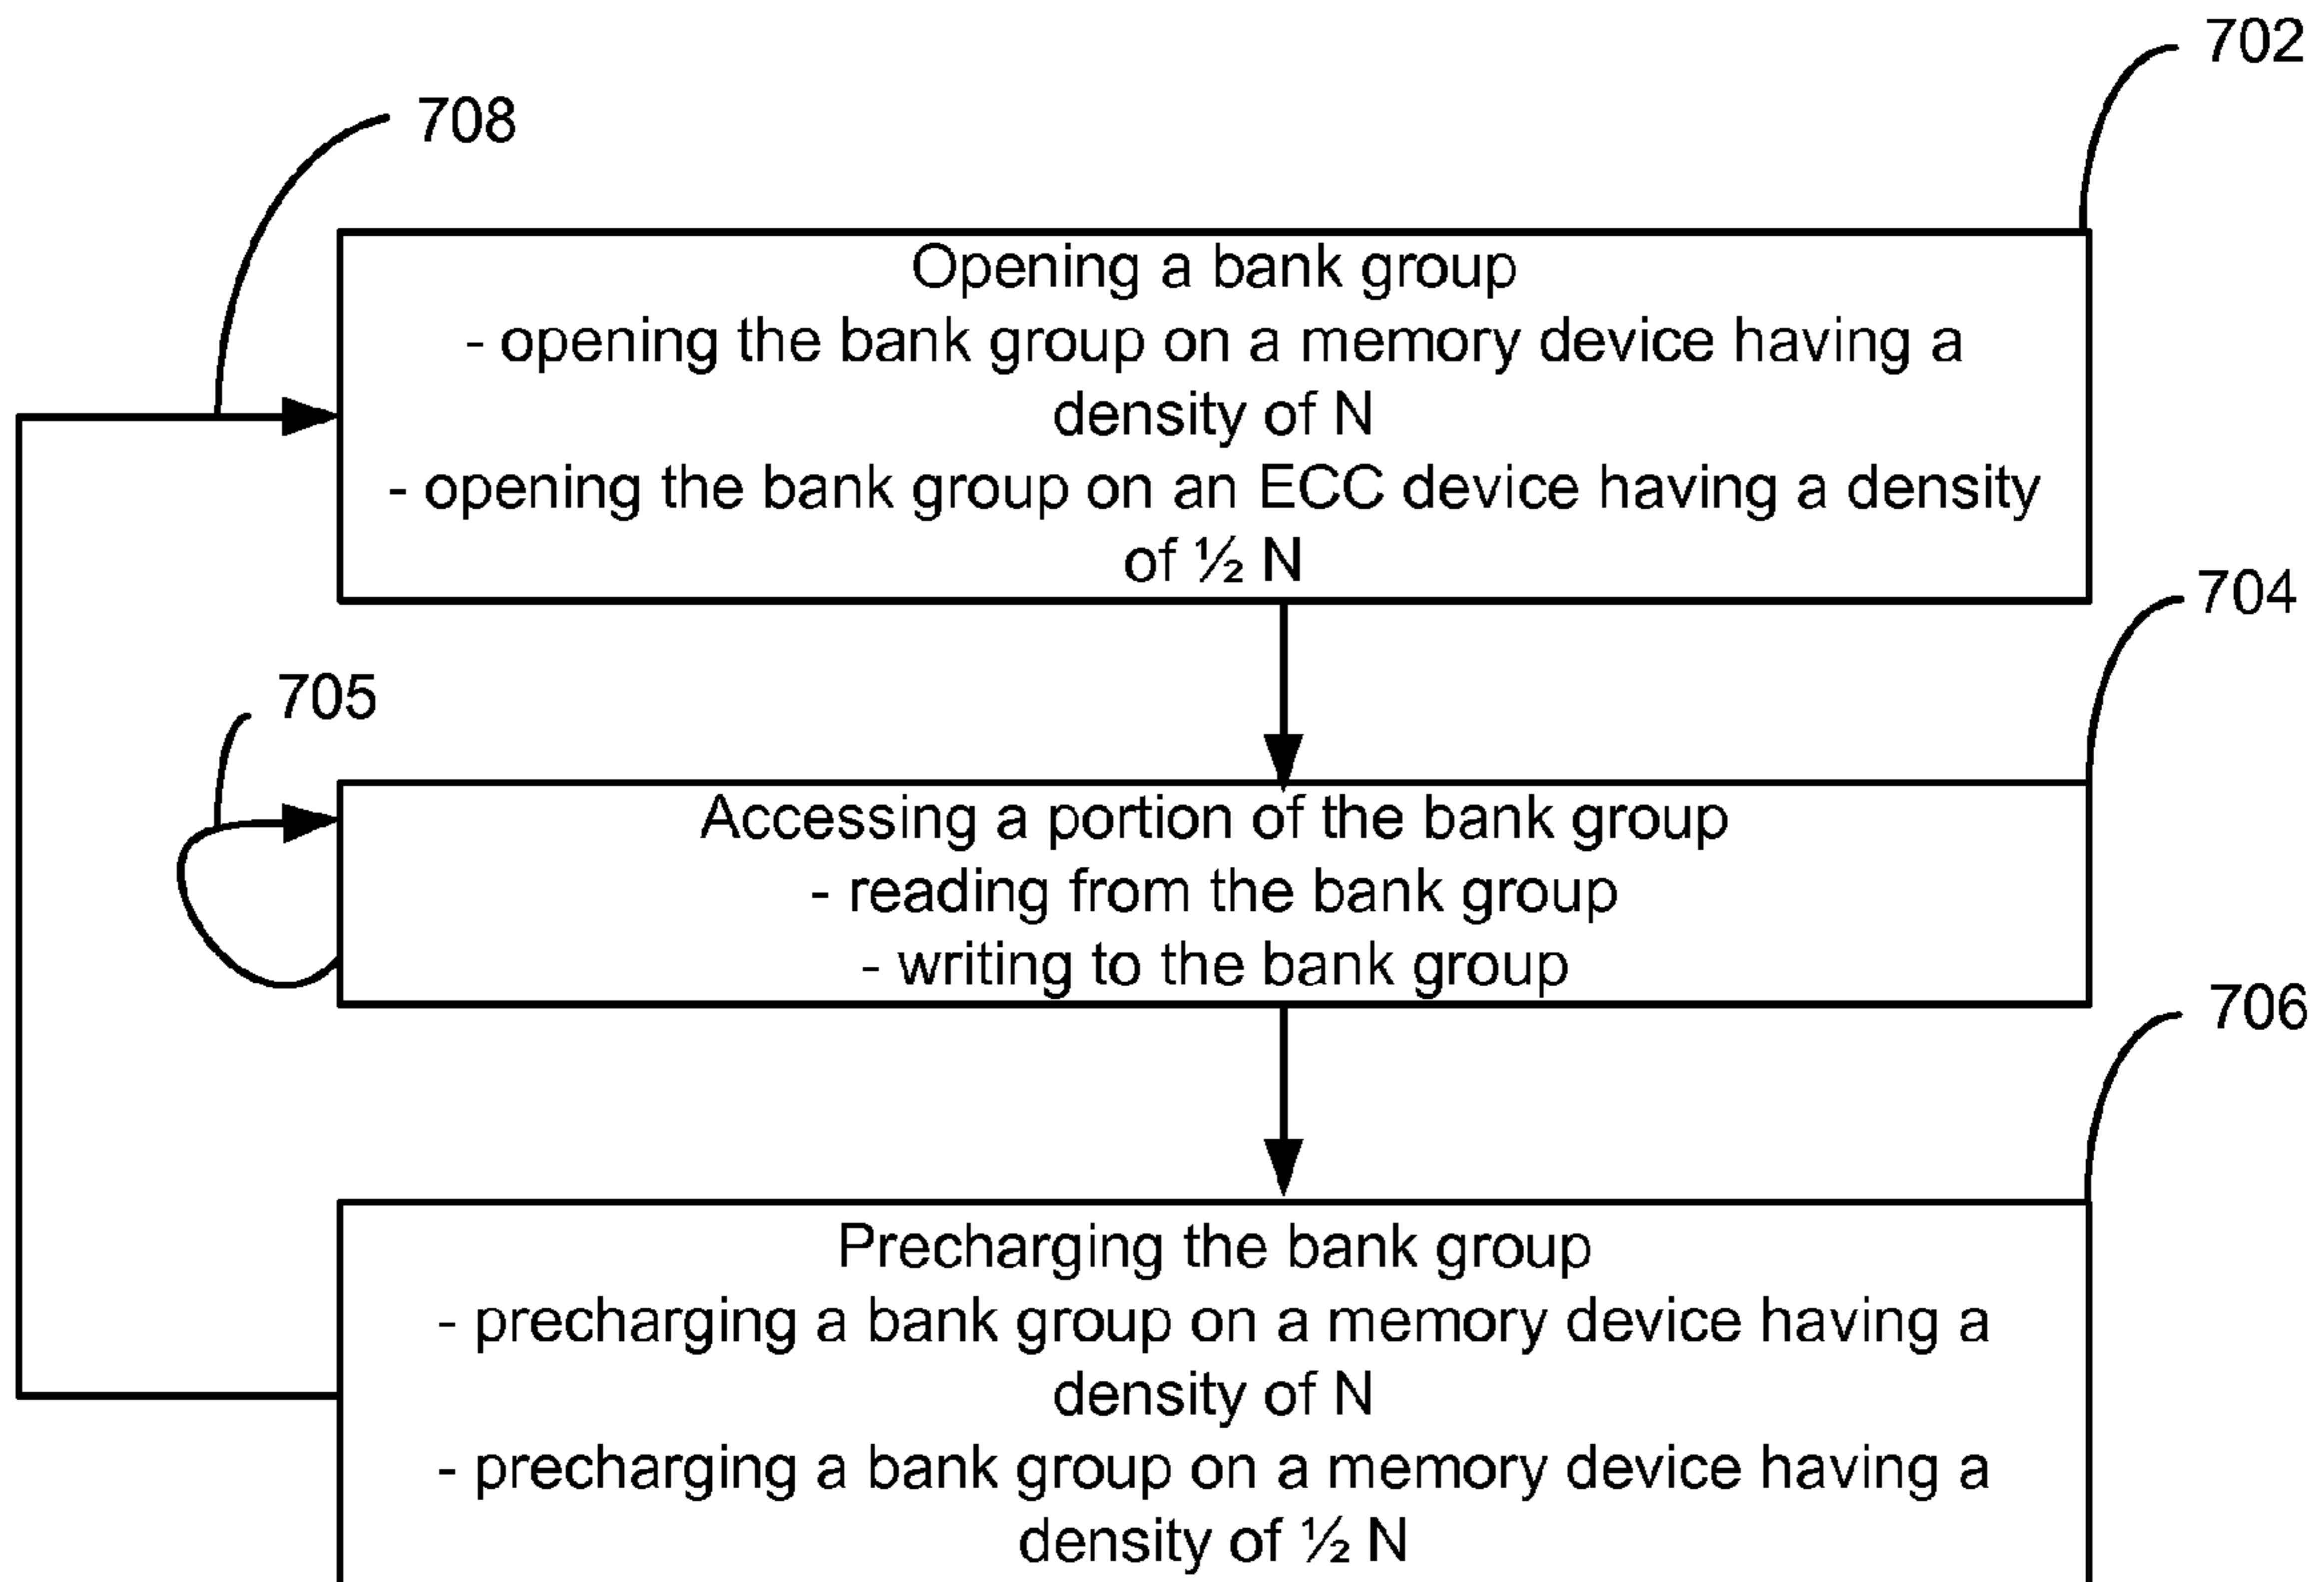 702
708
Opening a bank group
- opening the bank group on a memory device having a
density of N
- opening the bank group on an ECC device having a density
of ½ N
704
705
Accessing a portion of the bank group
- reading from the bank group
- writing to the bank group
706
Precharging the bank group
- precharging a bank group on a memory device having a
density of N
- precharging a bank group on a memory device having a
density of ½ N